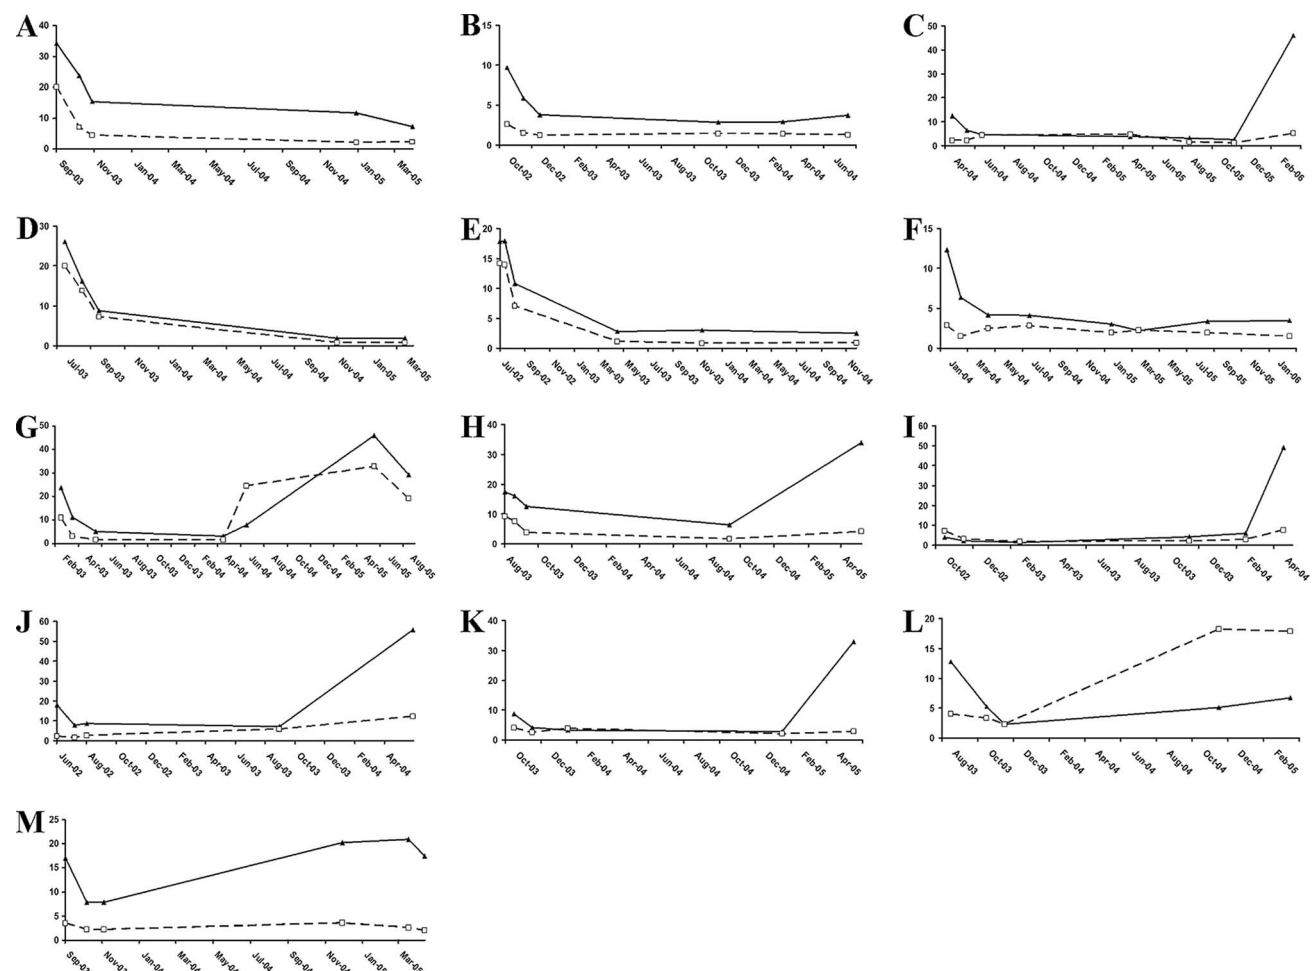 A
40
30
20
10
0
Sep-03 Nov-03 Jan-04 Mar-04 May-04 Jul-04 Sep-04 Nov-04 Jan-05 Mar-05
B
15
10
5
0
Oct-02 Dec-02 Feb-03 Apr-03 Jun-03 Aug-03 Oct-03 Dec-03 Feb-04 Apr-04 Jun-04
C
50
40
30
20
10
0
Apr-04 Jun-04 Aug-04 Oct-04 Dec-04 Feb-05 Apr-05 Jun-05 Aug-05 Oct-05 Dec-05 Feb-06
D
30
20
10
0
Jul-03 Sep-03 Nov-03 Jan-04 Mar-04 May-04 Jul-04 Sep-04 Nov-04 Jan-05 Mar-05
E
20
15
10
5
0
Jul-02 Sep-02 Nov-02 Jan-03 Mar-03 May-03 Jul-03 Sep-03 Nov-03 Jan-04 Mar-04 May-04 Jul-04 Sep-04 Nov-04
F
15
10
5
0
Jan-04 Mar-04 May-04 Jul-04 Sep-04 Nov-04 Jan-05 Mar-05 May-05 Jul-05 Sep-05 Nov-05 Jan-06
G
50
40
30
20
10
0
Feb-03 Apr-03 Jun-03 Aug-03 Oct-03 Dec-03 Feb-04 Apr-04 Jun-04 Aug-04 Oct-04 Dec-04 Feb-05 Apr-05 Jun-05 Aug-05
H
40
30
20
10
0
Aug-03 Oct-03 Dec-03 Feb-04 Apr-04 Jun-04 Aug-04 Oct-04 Dec-04 Feb-05 Apr-05
I
60
50
40
30
20
10
0
Oct-02 Dec-02 Feb-03 Apr-03 Jun-03 Aug-03 Oct-03 Dec-03 Feb-04 Apr-04
J
60
50
40
30
20
10
0
Jun-02 Aug-02 Oct-02 Dec-02 Feb-03 Apr-03 Jun-03 Aug-03 Oct-03 Dec-03 Feb-04 Apr-04
K
40
30
20
10
0
Oct-03 Dec-03 Feb-04 Apr-04 Jun-04 Aug-04 Oct-04 Dec-04 Feb-05 Apr-05
L
20
15
10
5
0
Aug-03 Oct-03 Dec-03 Feb-04 Apr-04 Jun-04 Aug-04 Oct-04 Dec-04 Feb-05
M
25
20
15
10
5
0
Sep-03 Nov-03 Jan-04 Mar-04 May-04 Jul-04 Sep-04 Nov-04 Jan-05 Mar-05